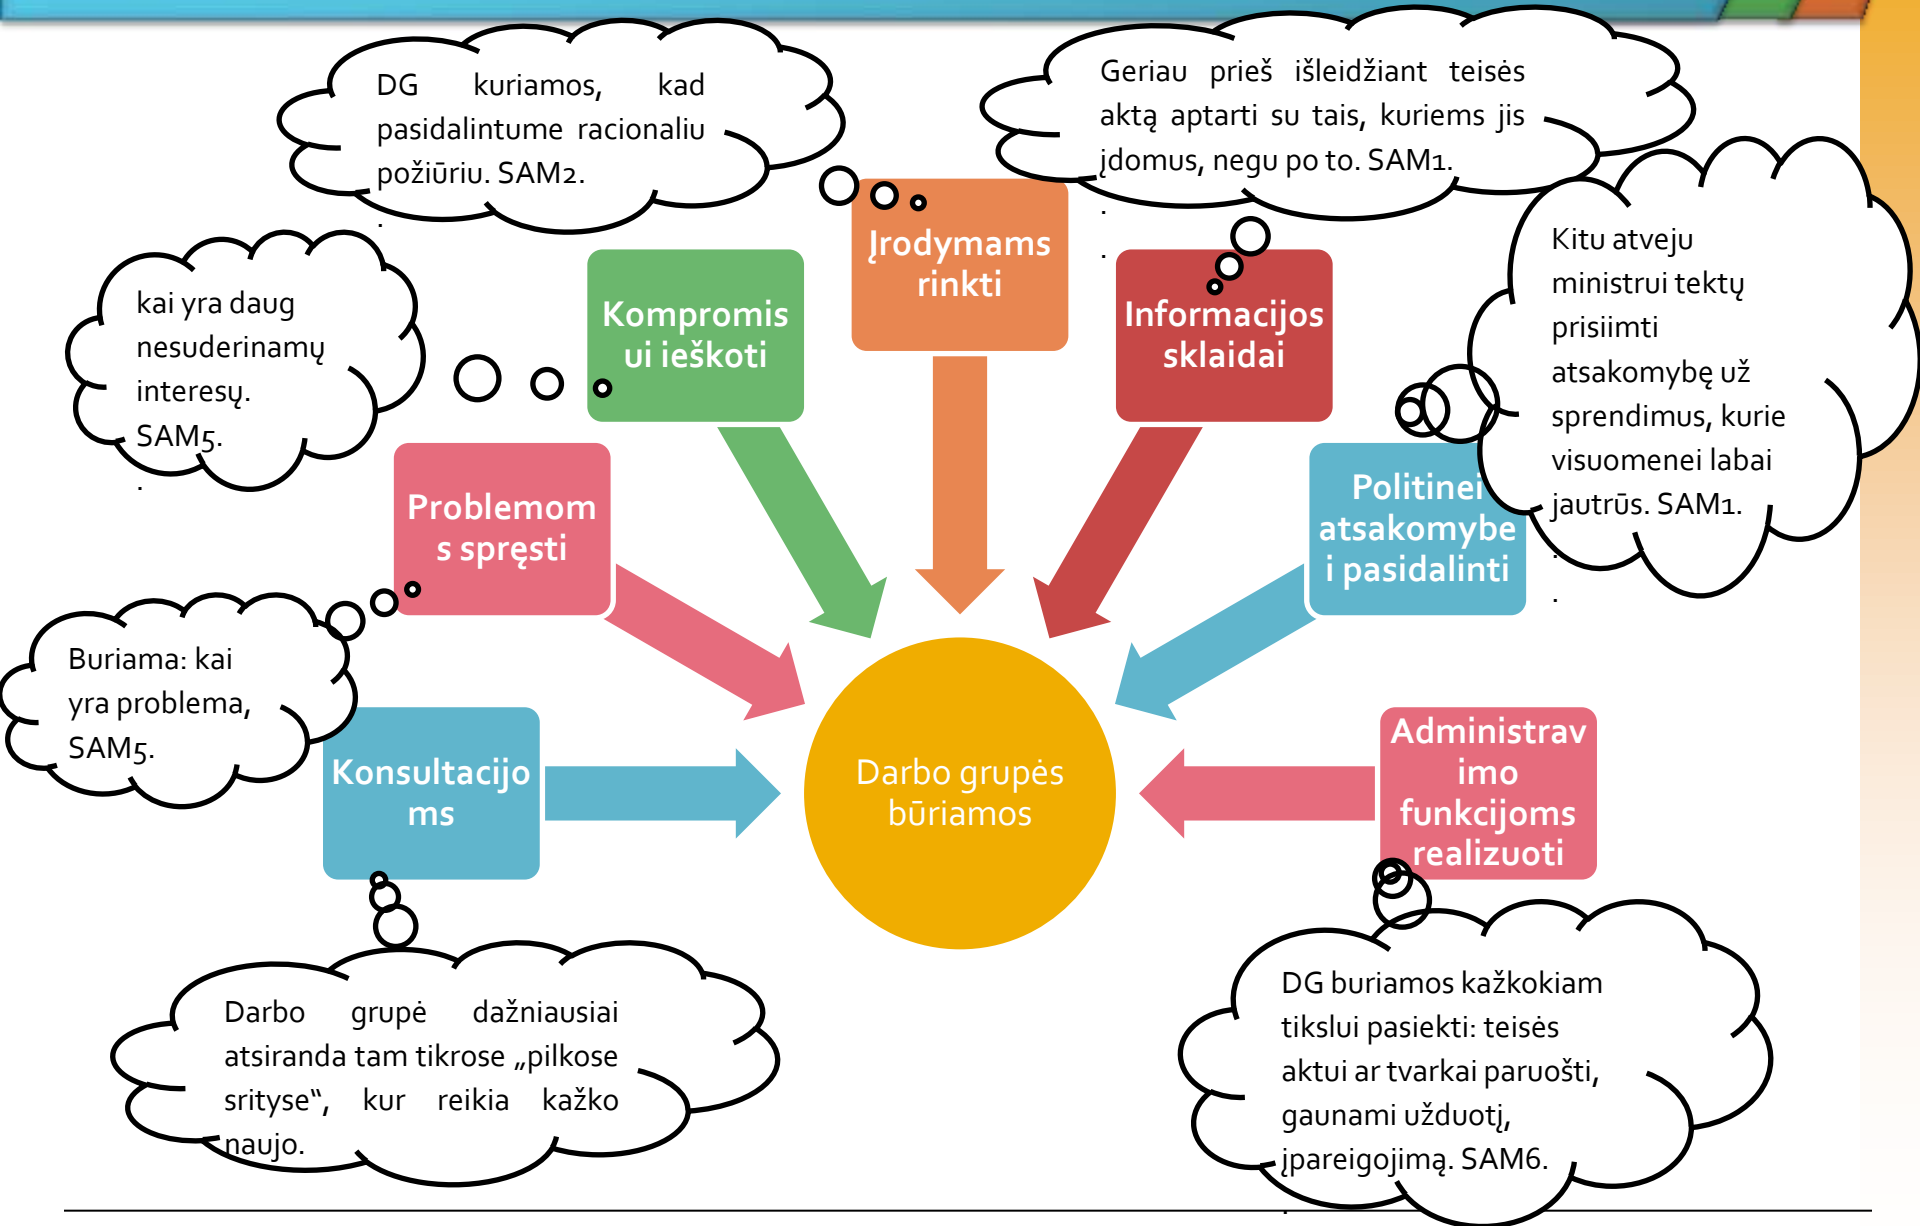 DG kuriamos, kad
pasidalintume racionaliu
požiūriu. SAM2.
.
Geriau prieš išleidžiant teisės
aktą aptarti su tais, kuriems jis
įdomus, negu po to. SAM1.
.
.
Kitu atveju
ministrui tektų
prisiimti
atsakomybę už
sprendimus, kurie
visuomenei labai
jautrūs. SAM1.
.
.
kai yra daug
nesuderinamų
interesų.
SAM5.
.
Įrodymams
rinkti
Kompromis
ui ieškoti
Informacijos
sklaidai
Problemom
s spręsti
Politinei
atsakomybe
i pasidalinti
Buriama: kai
yra problema,
SAM5.
Konsultacijo
ms
Darbo grupės
būriamos
Administrav
imo
funkcijoms
realizuoti
Darbo grupė dažniausiai
atsiranda tam tikrose „pilkose
srityse“, kur reikia kažko
naujo.
DG buriamos kažkokiam
tikslui pasiekti: teisės
aktui ar tvarkai paruošti,
gaunami užduotį,
įpareigojimą. SAM6.
.